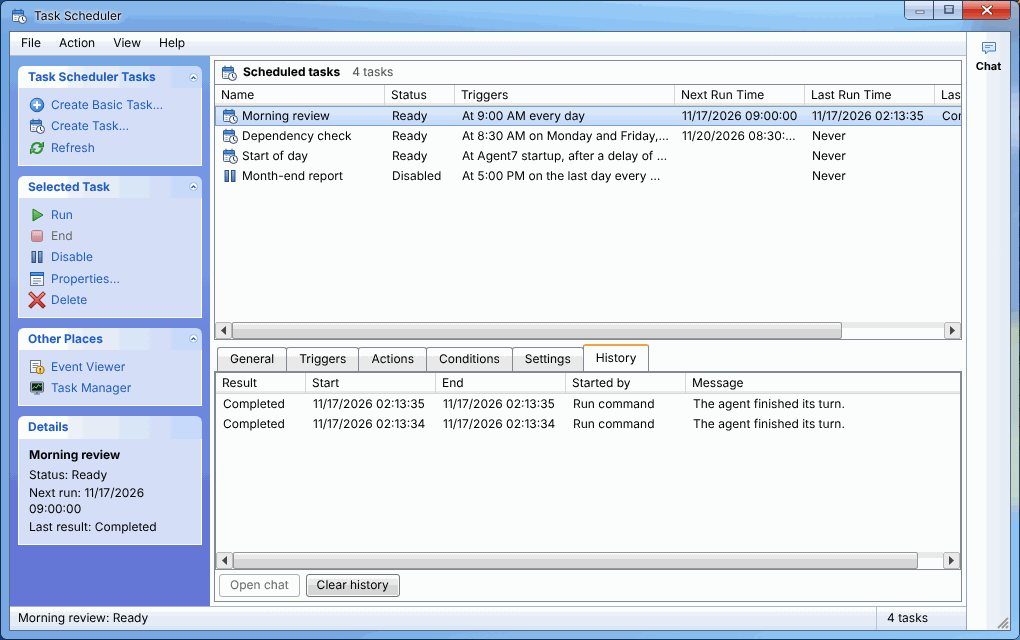 Task Scheduler
File Action View Help
Chat
Task Scheduler Tasks
Create Basic Task...
Create Task...
Refresh
Selected Task
Run
End
Disable
Properties...
Delete
Other Places
Event Viewer
Task Manager
Details
Morning review
Status: Ready
Next run: 11/17/2026
09:00:00
Last result: Completed
Scheduled tasks 4 tasks
Name Status Triggers Next Run Time Last Run Time Las
Morning review Ready At 9:00 AM every day 11/17/2026 09:00:00 11/17/2026 02:13:35 Cor
Dependency check Ready At 8:30 AM on Monday and Friday,... 11/20/2026 08:30:... Never
Start of day Ready At Agent7 startup, after a delay of ... Never
Month-end report Disabled At 5:00 PM on the last day every ... Never
General Triggers Actions Conditions Settings History
Result Start End Started by Message
Completed 11/17/2026 02:13:35 11/17/2026 02:13:35 Run command The agent finished its turn.
Completed 11/17/2026 02:13:34 11/17/2026 02:13:34 Run command The agent finished its turn.
Open chat Clear history
Morning review: Ready 4 tasks